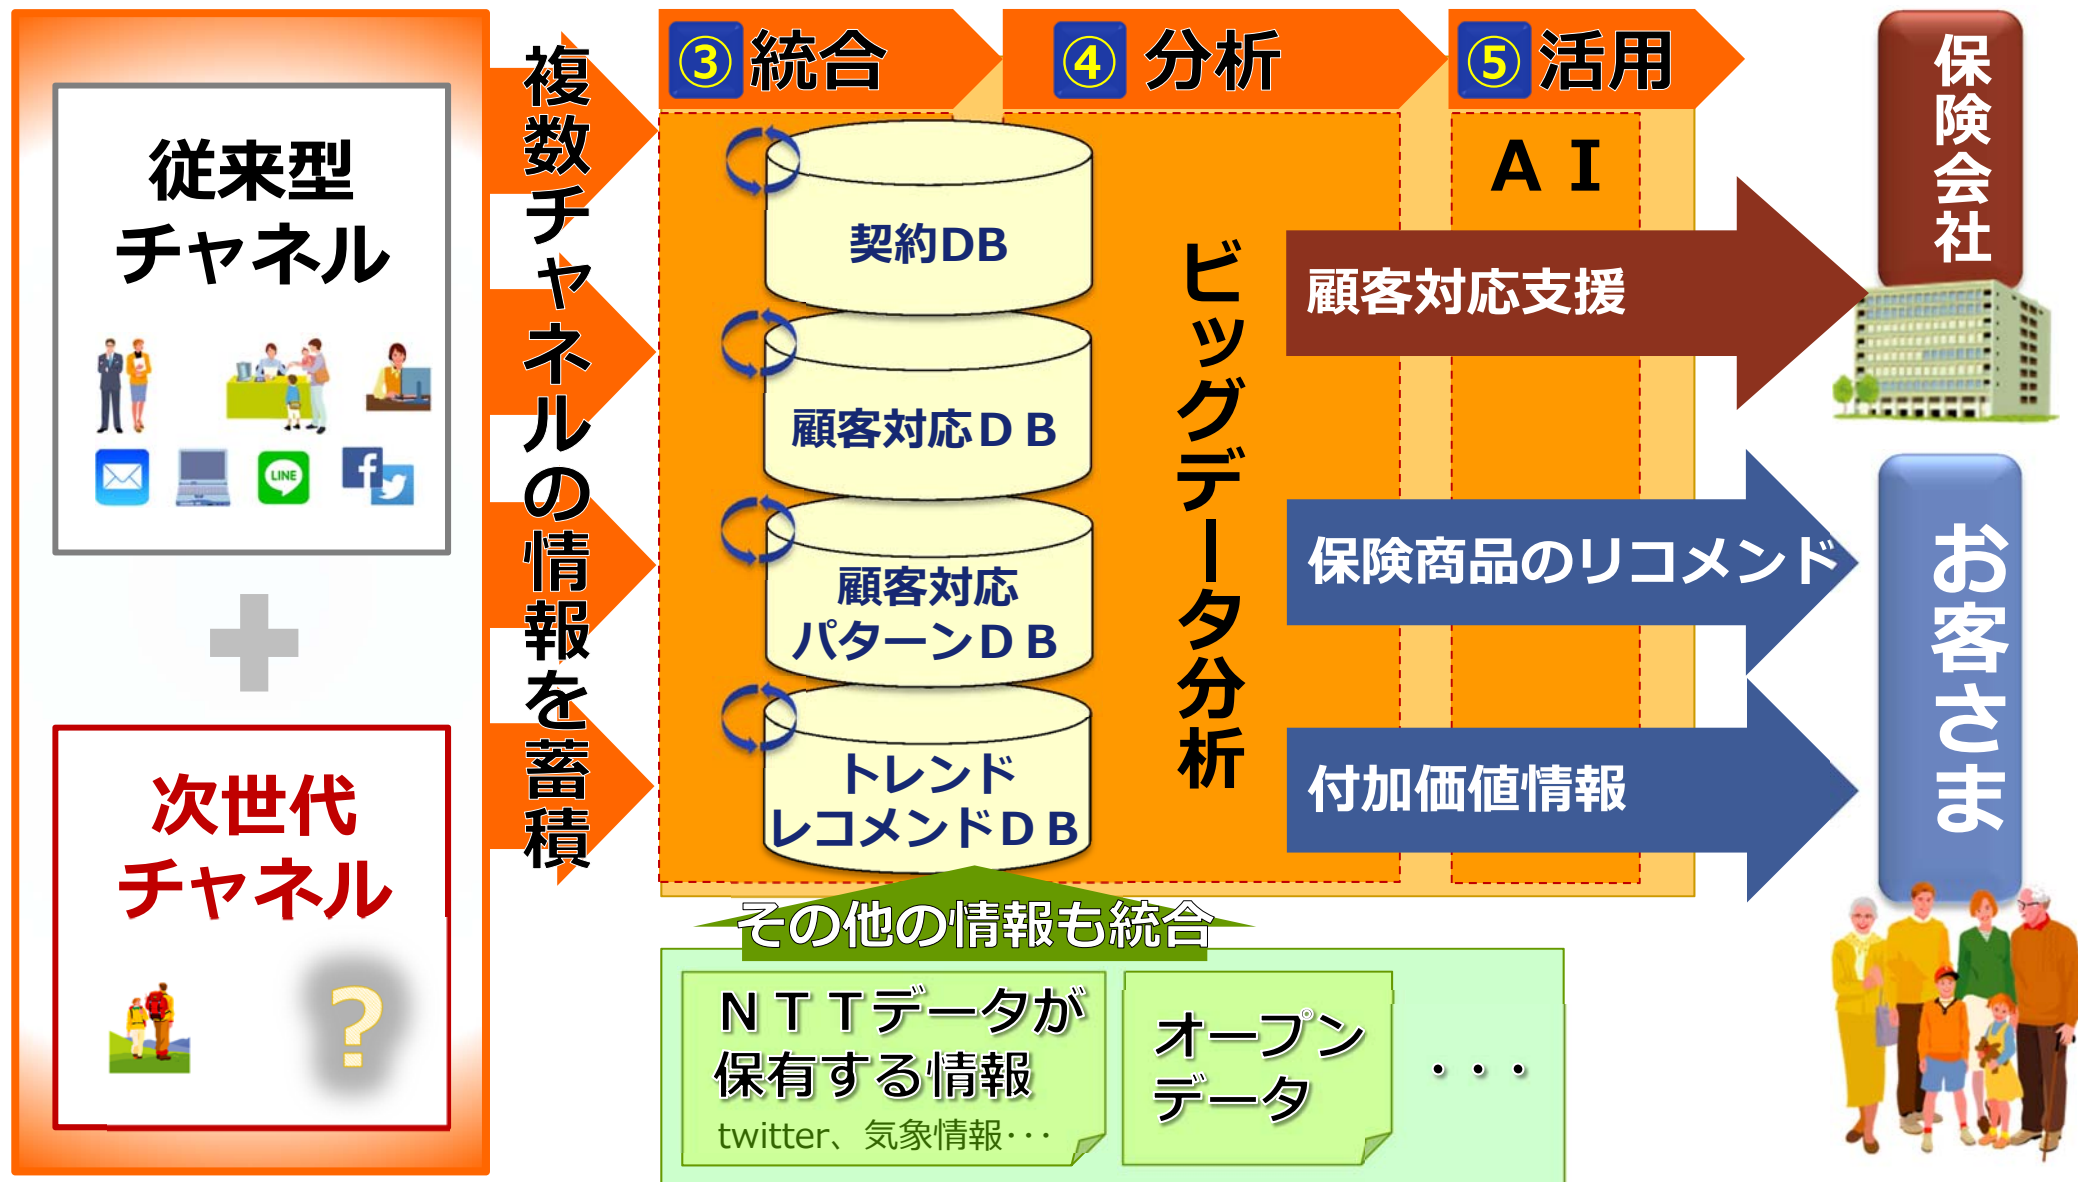 従来型
チャネル
LINE
次世代
チャネル
?
複数チャネルの情報を蓄積
③統合
④ 分析
⑤活用
契約DB
顧客対応ＤＢ
顧客対応
パターンＤＢ
トレンド
レコメンドＤＢ
ビッグデータ分析
ＡＩ
顧客対応支援
保険商品のリコメンド
付加価値情報
保険会社
お客さま
その他の情報も統合
ＮＴＴデータが
保有する情報
twitter、気象情報･･･
オープン
データ
・・・